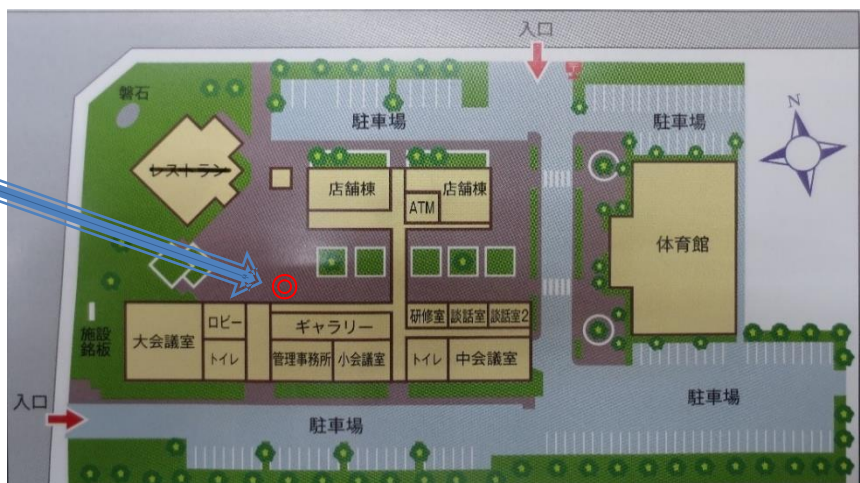 入口
磐石
駐車場
駐車場
N
レストラン
店舗棟
店舗棟
ATM
体育館
研修室
談話室
談話室2
ロビー
ギャラリー
大会議室
施設
銘板
トイレ
管理事務所
小会議室
トイレ
中会議室
入口
駐車場
駐車場